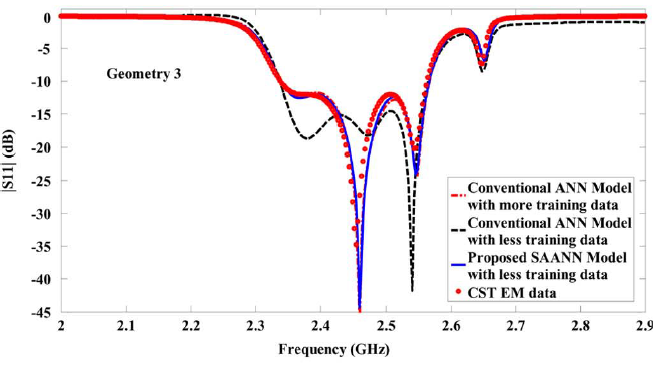 0
-5
-10
-15
-20
-25
-30
-35
-40
-45
|S11| (dB)
Geometry 3
Conventional ANN Model
with more training data
Conventional ANN Model
with less training data
Proposed SAANN Model
with less training data
CST EM data
2 2.1 2.2 2.3 2.4 2.5 2.6 2.7 2.8 2.9
Frequency (GHz)